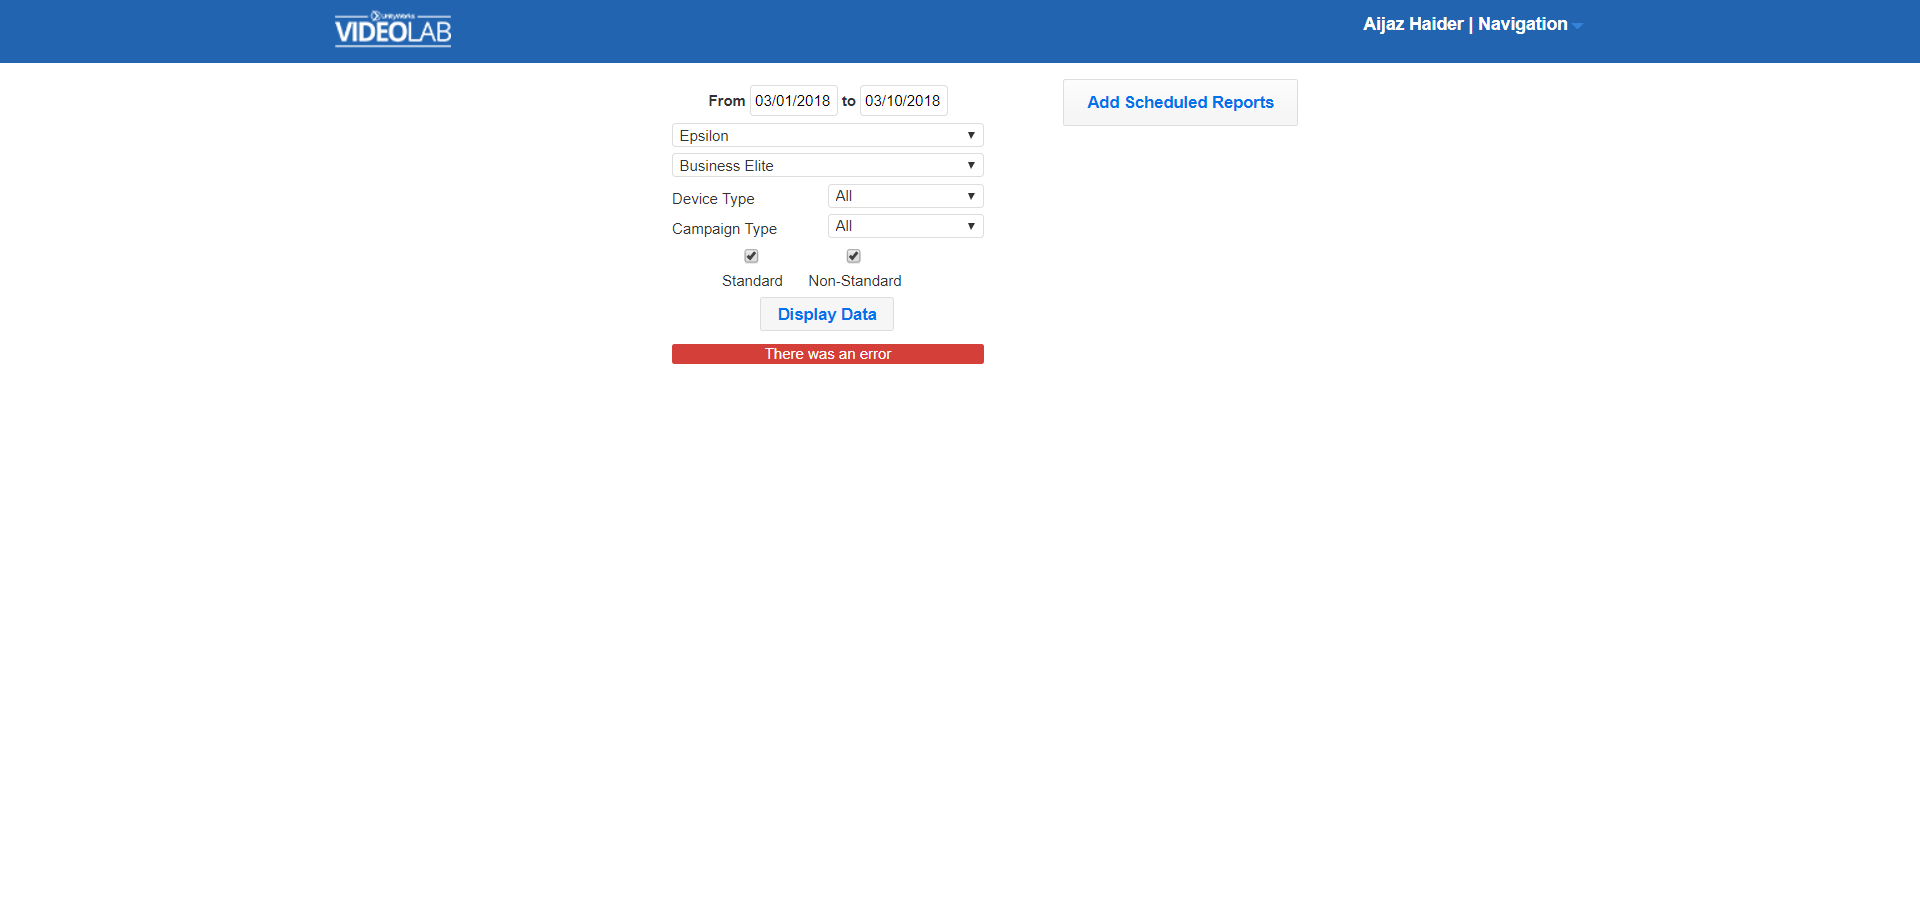 UnityWorks
VIDEOLAB
Aijaz Haider | Navigation
From 03/01/2018 to 03/10/2018
Add Scheduled Reports
Epsilon
Business Elite
Device Type All
Campaign Type All
Standard Non-Standard
Display Data
There was an error